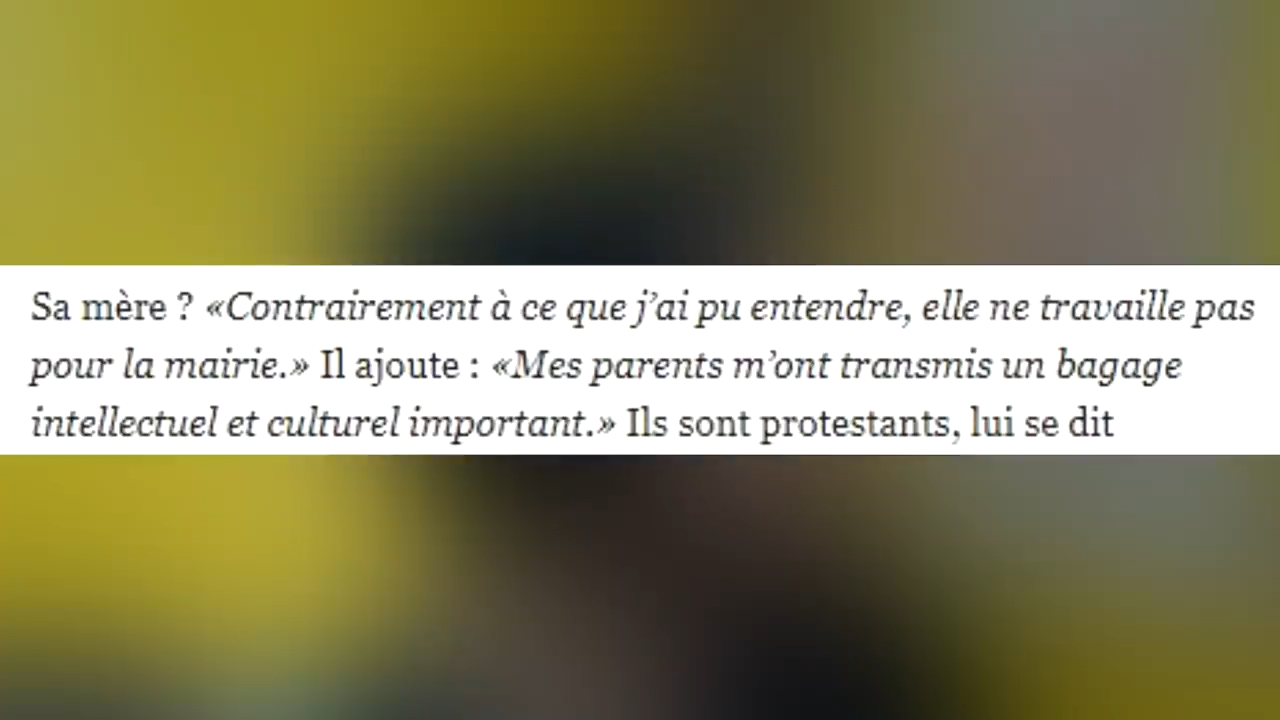 Sa mère ? «Contrairement à ce que j’ai pu entendre, elle ne travaille pas
pour la mairie.» Il ajoute : «Mes parents m’ont transmis un bagage
intellectuel et culturel important.» Ils sont protestants, lui se dit